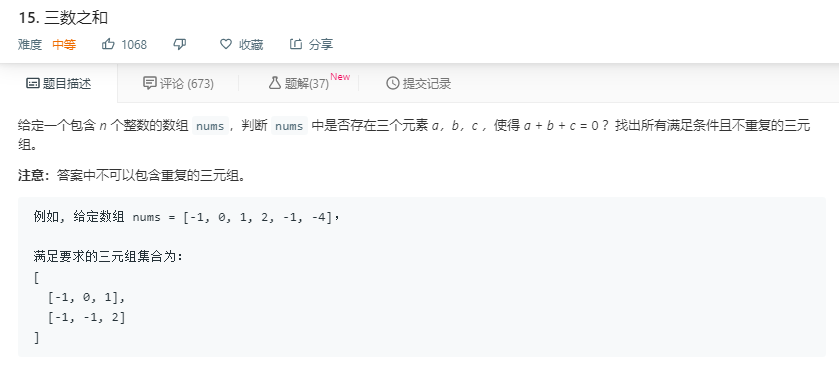 15. 三数之和
难度 中等 1068 收藏 分享
题目描述 评论 (673) 题解(37) New 提交记录
给定一个包含 n 个整数的数组 nums，判断 nums 中是否存在三个元素 a，b，c ，使得 a + b + c = 0 ？找出所有满足条件且不重复的三元
组。
注意：答案中不可以包含重复的三元组。
例如, 给定数组 nums = [-1, 0, 1, 2, -1, -4]，
满足要求的三元组集合为：
[
[-1, 0, 1],
[-1, -1, 2]
]